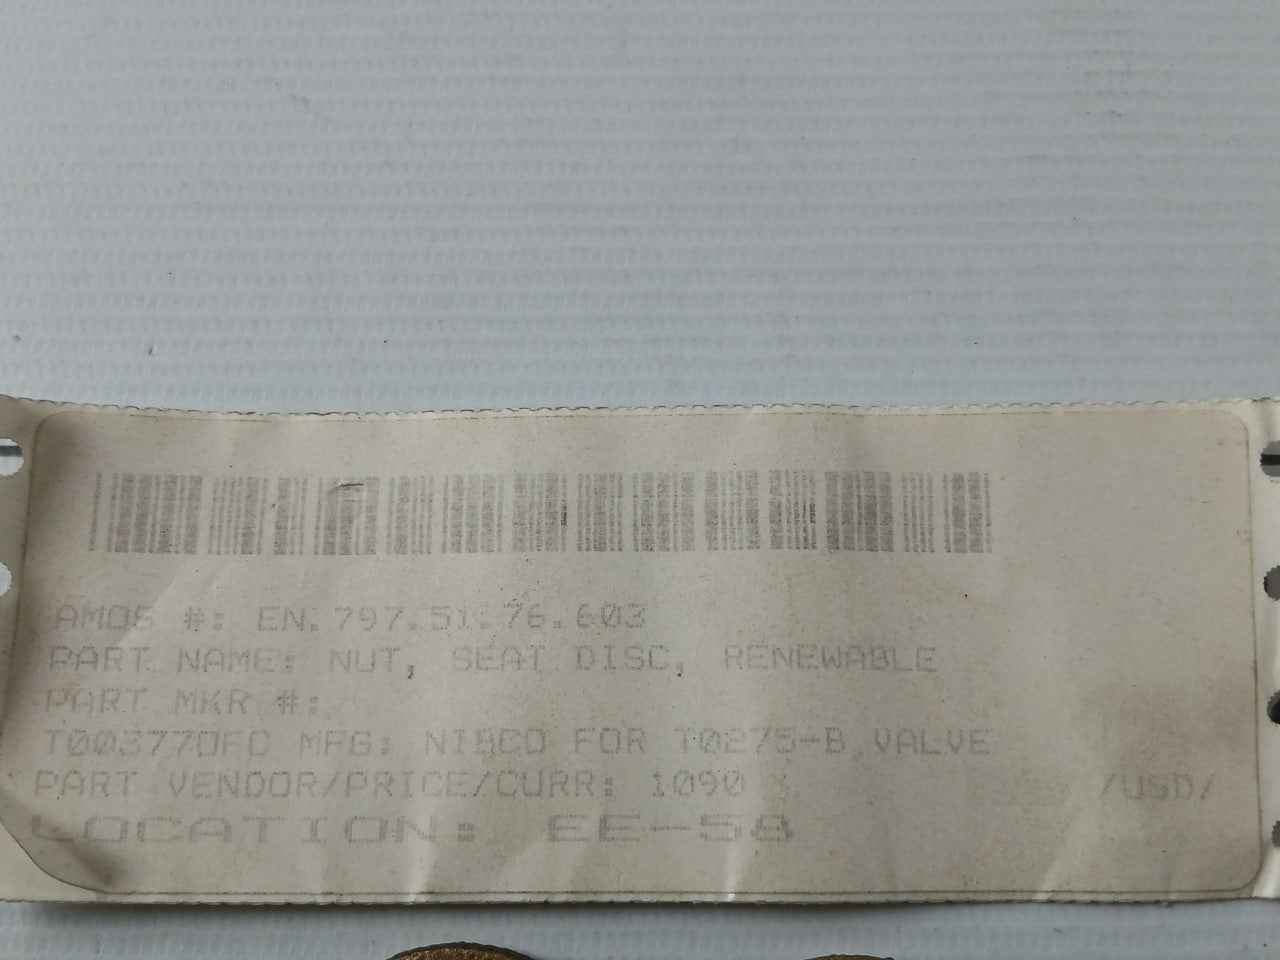 AMOS #: EN.797.51.76.603
PART NAME: NUT, SEAT DISC, RENEWABLE
PART MKR #:
T00377OFC MFG: NIBCO FOR T0275-B VALVE
PART VENDOR/PRICE/CURR: 1090 /USD/
LOCATION: EE-58